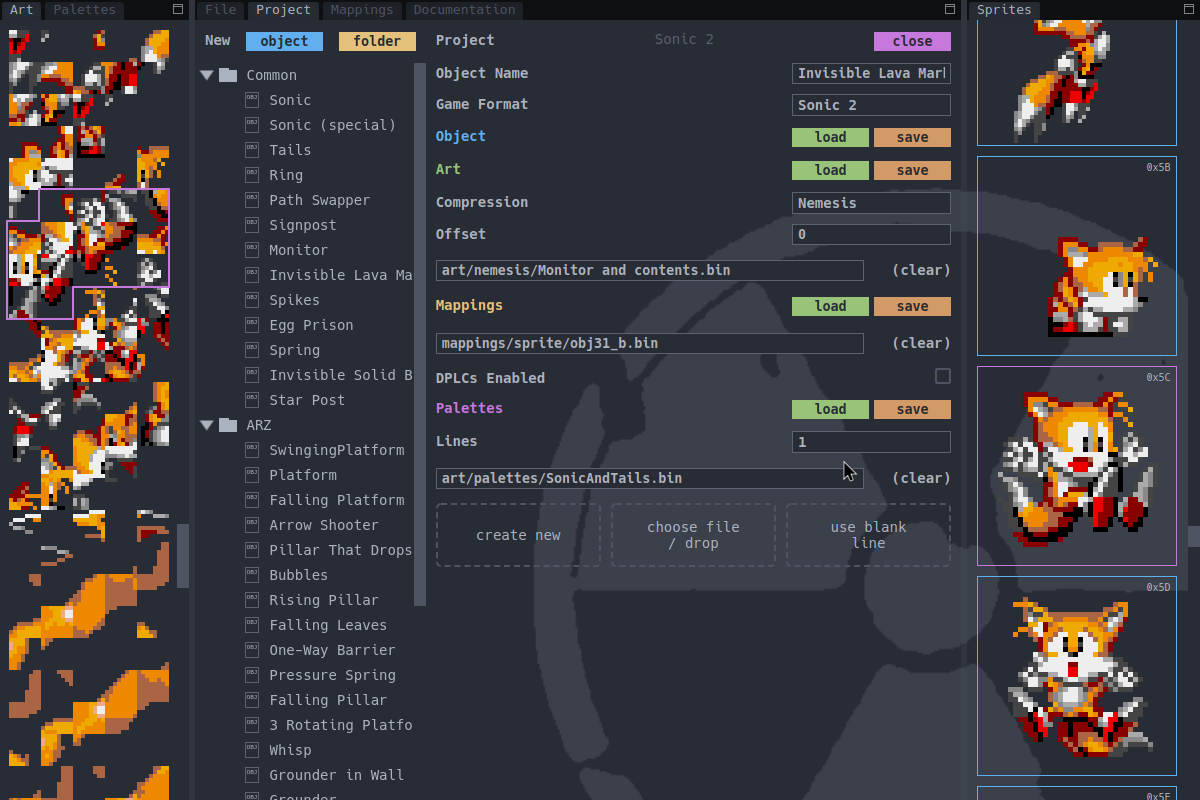 Art Palettes
File Project Mappings Documentation
Sprites
New object folder
Common
Sonic
Sonic (special)
Tails
Ring
Path Swapper
Signpost
Monitor
Invisible Lava Ma
Spikes
Egg Prison
Spring
Invisible Solid B
Star Post
ARZ
SwingingPlatform
Platform
Falling Platform
Arrow Shooter
Pillar That Drops
Bubbles
Rising Pillar
Falling Leaves
One-Way Barrier
Pressure Spring
Falling Pillar
3 Rotating Platfo
Whisp
Grounder in Wall
Grounder
Project Sonic 2 close
Object Name Invisible Lava Mar
Game Format Sonic 2
Object load save
Art load save
Compression Nemesis
Offset 0
art/nemesis/Monitor and contents.bin (clear)
Mappings load save
mappings/sprite/obj31_b.bin (clear)
DPLCs Enabled
Palettes load save
Lines 1
art/palettes/SonicAndTails.bin (clear)
create new
choose file
/ drop
use blank
line
0x5B
0x5C
0x5D
0x5E